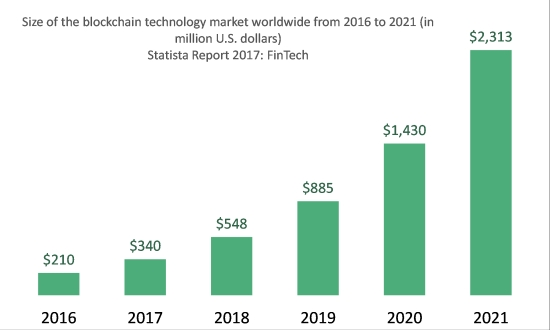 Size of the blockchain technology market worldwide from 2016 to 2021 (in
million U.S. dollars)
Statista Report 2017: FinTech
$2,313
$1,430
$885
$548
$340
$210
2016 2017 2018 2019 2020 2021